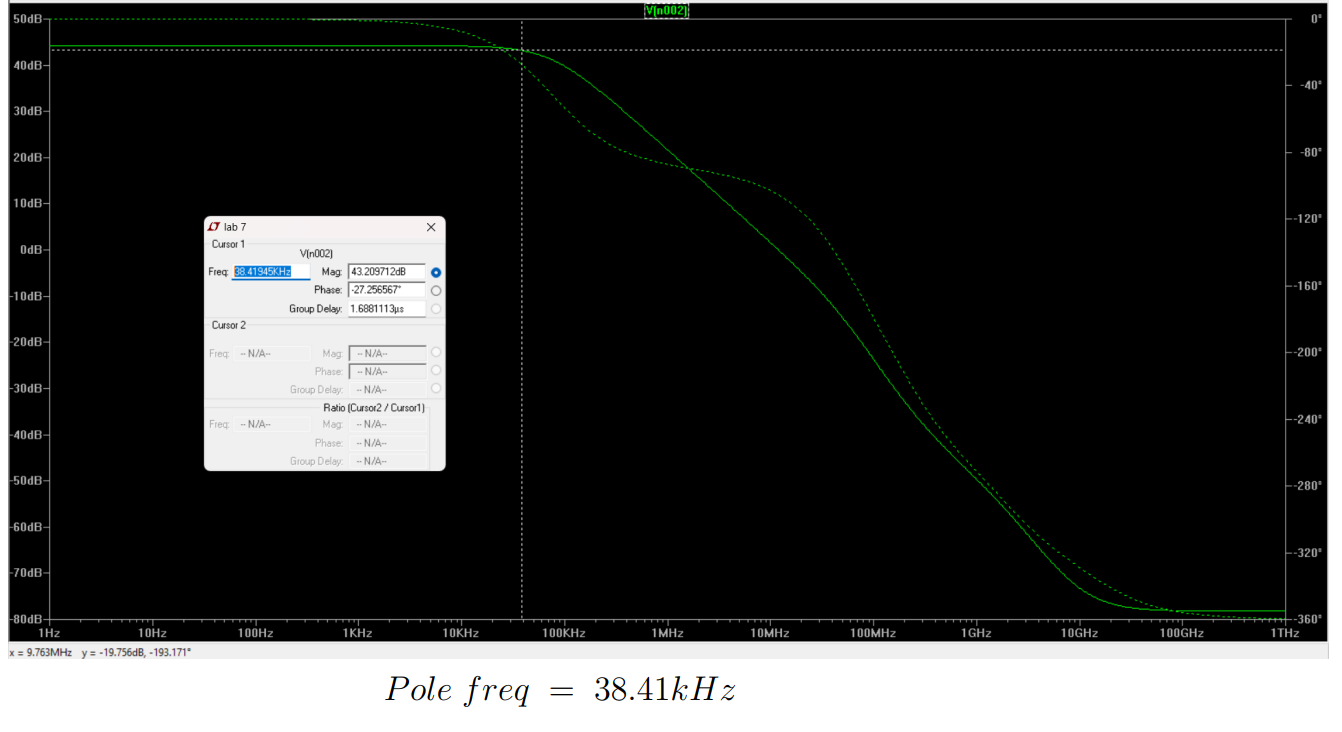 V(n002)
50dB
40dB
30dB
20dB
10dB
0dB
-10dB
-20dB
-30dB
-40dB
-50dB
-60dB
-70dB
-80dB
0°
-40°
-80°
-120°
-160°
-200°
-240°
-280°
-320°
-360°
1Hz 10Hz 100Hz 1KHz 10KHz 100KHz 1MHz 10MHz 100MHz 1GHz 10GHz 100GHz 1THz
lab 7
Cursor 1
V(n002)
Freq: 38.41945KHz Mag: 43.209712dB
Phase: -27.256567°
Group Delay: 1.6881113µs
Cursor 2
Freq: -- N/A-- Mag: -- N/A--
Phase: -- N/A--
Group Delay: -- N/A--
Ratio (Cursor2 / Cursor1)
Freq: -- N/A-- Mag: -- N/A--
Phase: -- N/A--
Group Delay: -- N/A--
x = 9.763MHz y = -19.756dB, -193.171°
Pole freq = 38.41kHz